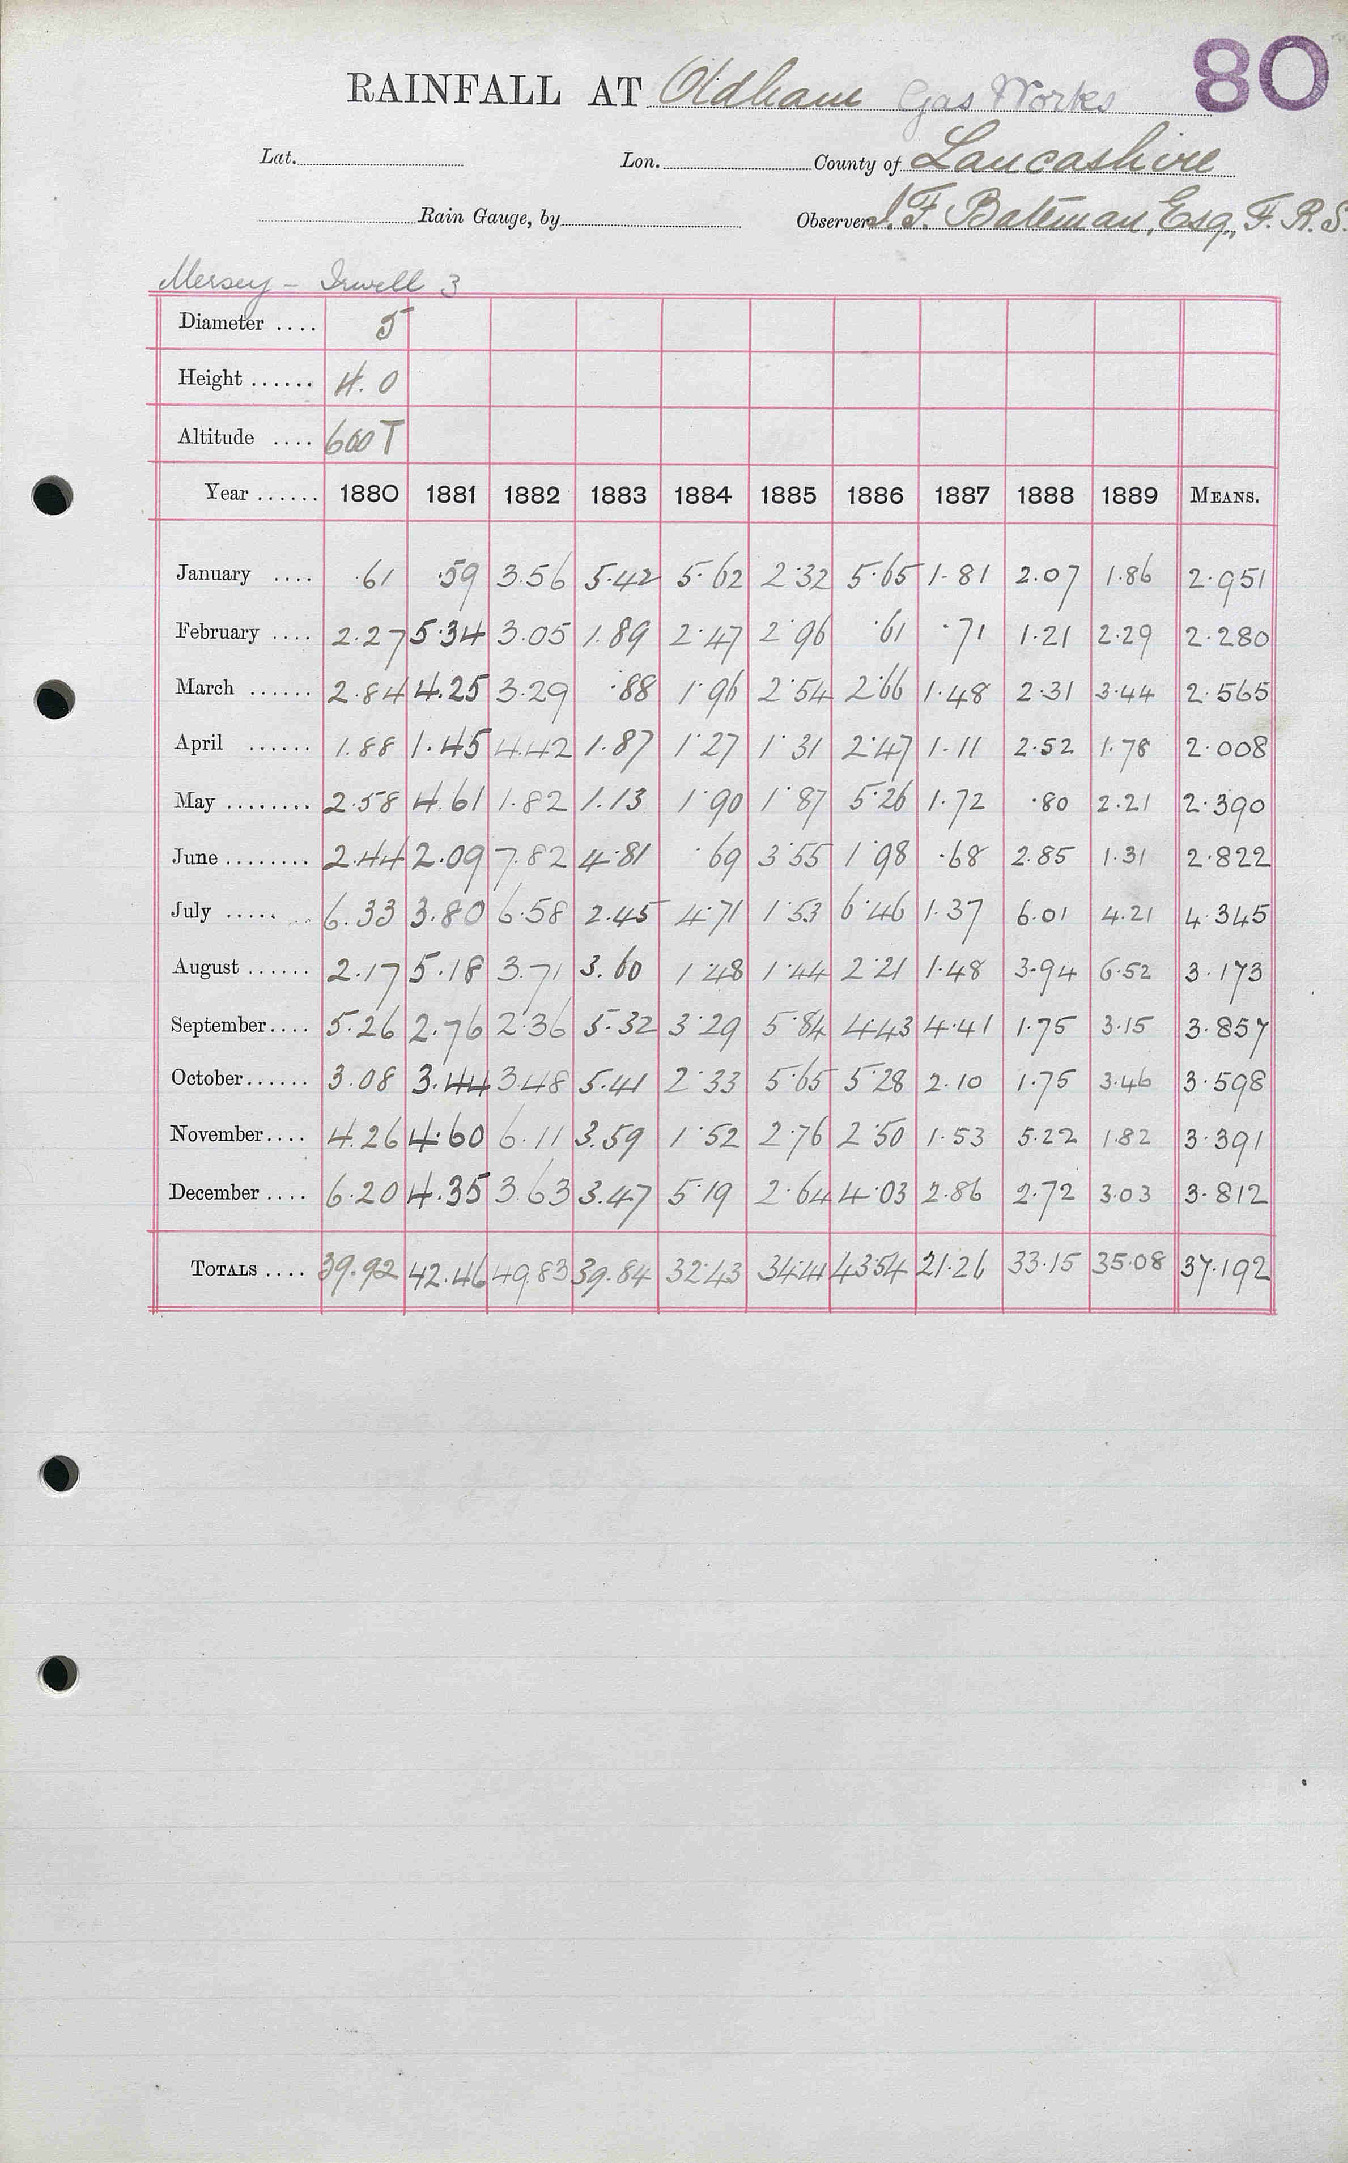 80
RAINFALL AT Oldham Gas Works
Lat. Lon. County of Lancashire
Rain Gauge, by Observer J. F. Bateman, Esq., F. R. S.
Mersey - Irwell 3
Diameter .... 5
Height ...... 4.0
Altitude .... 600 T
Year ...... 1880 1881 1882 1883 1884 1885 1886 1887 1888 1889 MEANS.
January .... .61 .59 3.56 5.42 5.62 2.32 5.65 1.81 2.07 1.86 2.951
February .... 2.27 5.34 3.05 1.89 2.47 2.96 .61 .71 1.21 2.29 2.280
March ...... 2.84 4.25 3.29 .88 1.96 2.54 2.66 1.48 2.31 3.44 2.565
April ...... 1.88 1.45 4.42 1.87 1.27 1.31 2.47 1.11 2.52 1.78 2.008
May ........ 2.58 4.61 1.82 1.13 1.90 1.87 5.26 1.72 .80 2.21 2.390
June ........ 2.44 2.09 7.82 4.81 .69 3.55 1.98 .68 2.85 1.31 2.822
July ....... 6.33 3.80 6.58 2.45 4.71 1.53 6.46 1.37 6.01 4.21 4.345
August ...... 2.17 5.18 3.71 3.60 1.48 1.44 2.21 1.48 3.94 6.52 3.173
September.... 5.26 2.76 2.36 5.32 3.29 5.84 4.43 4.41 1.75 3.15 3.857
October...... 3.08 3.44 3.48 5.41 2.33 5.65 5.28 2.10 1.75 3.46 3.598
November.... 4.26 4.60 6.11 3.59 1.52 2.76 2.50 1.53 5.22 1.82 3.391
December .... 6.20 4.35 3.63 3.47 5.19 2.64 4.03 2.86 2.72 3.03 3.812
TOTALS .... 39.92 42.46 49.83 39.84 32.43 34.41 43.54 21.26 33.15 35.08 37.192